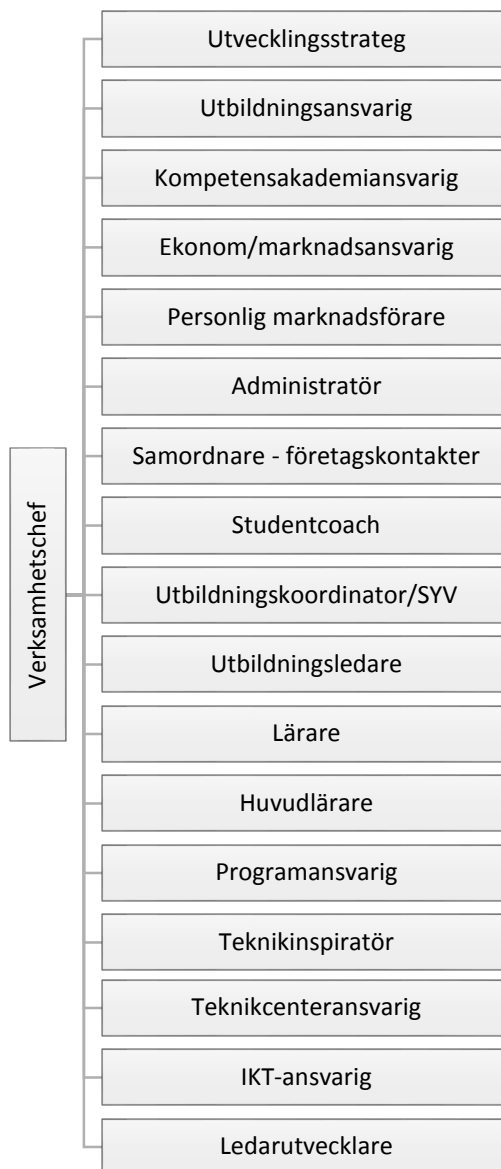 Verksamhetschef
Utvecklingsstrateg
Utbildningsansvarig
Kompetensakademiansvarig
Ekonom/marknadsansvarig
Personlig marknadsförare
Administratör
Samordnare - företagskontakter
Studentcoach
Utbildningskoordinator/SYV
Utbildningsledare
Lärare
Huvudlärare
Programansvarig
Teknikinspiratör
Teknikcenteransvarig
IKT-ansvarig
Ledarutvecklare